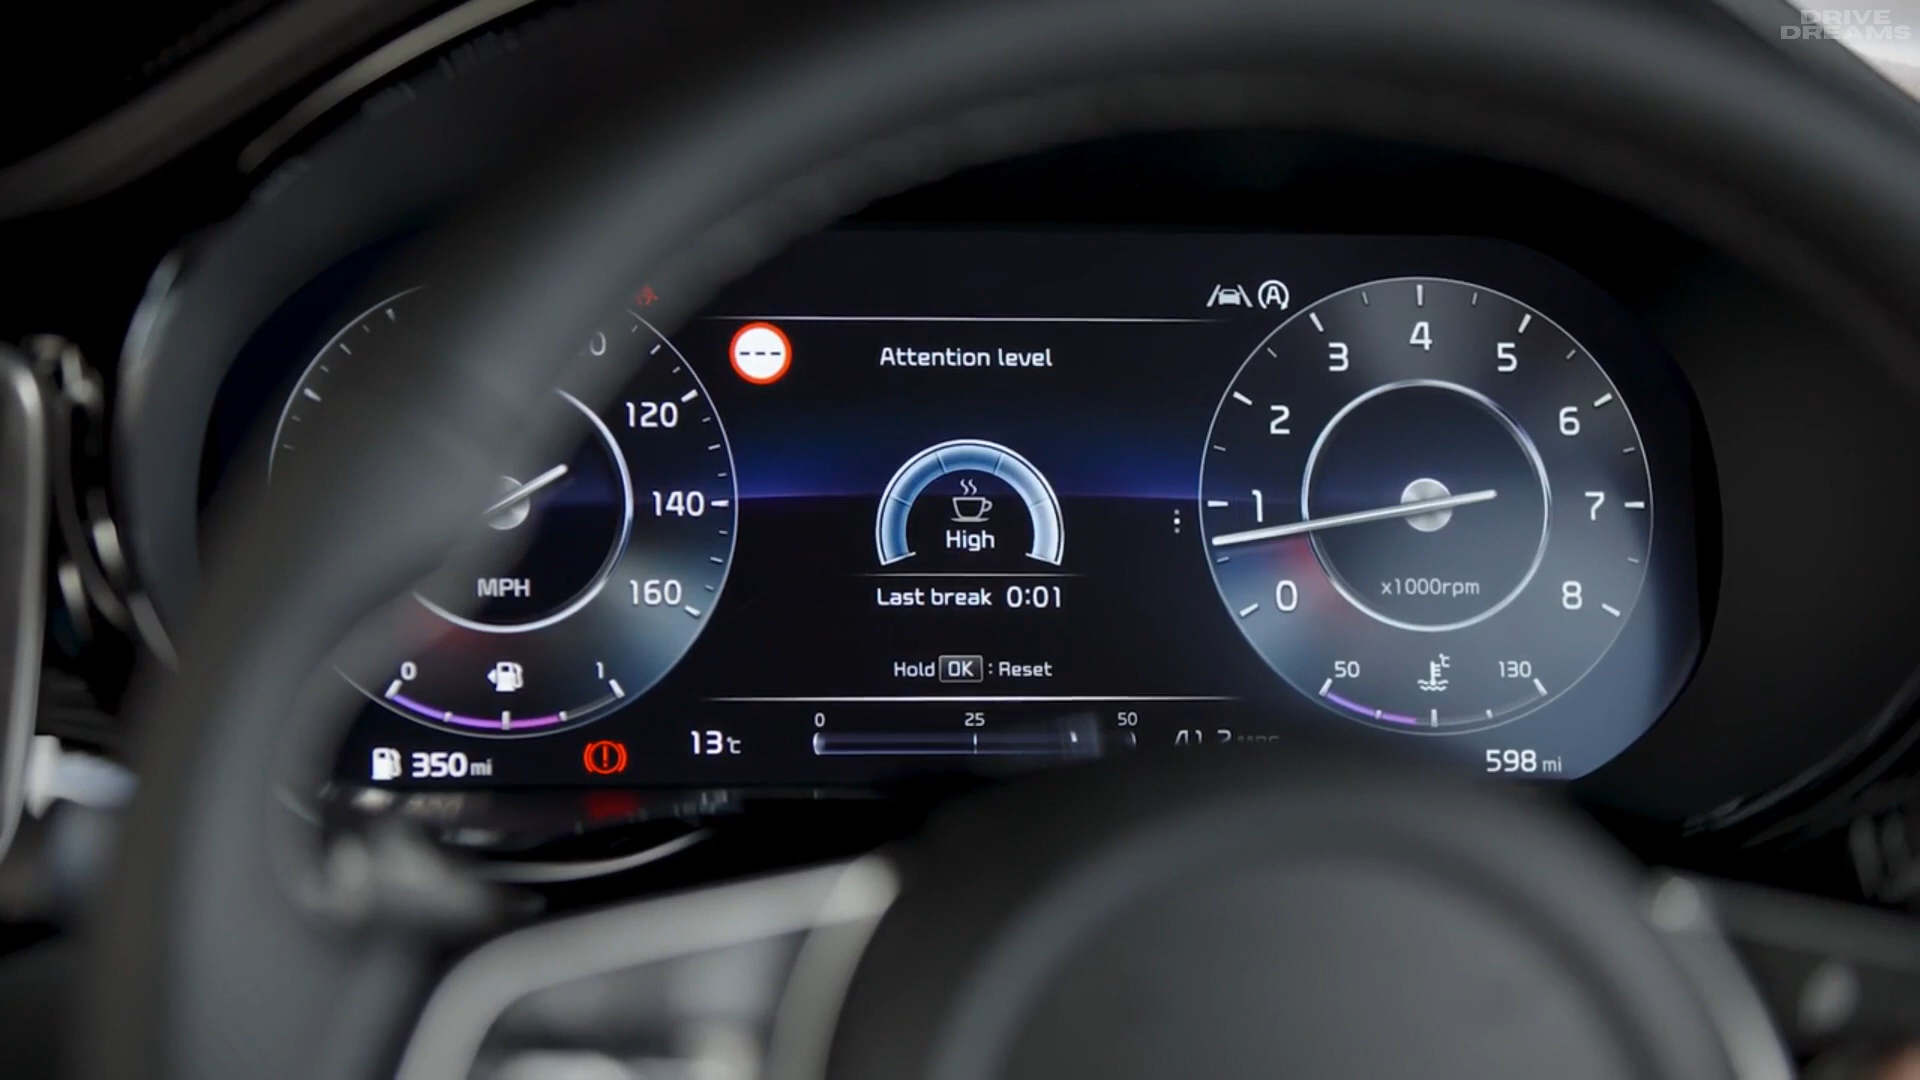 DRIVE
DREAMS
Attention level
120
140
160
MPH
0 1
High
Last break 0:01
Hold OK : Reset
0 1 2 3 4 5 6 7 8
x1000rpm
50 °C 130
0 25 50
350 mi
13℃
598 mi